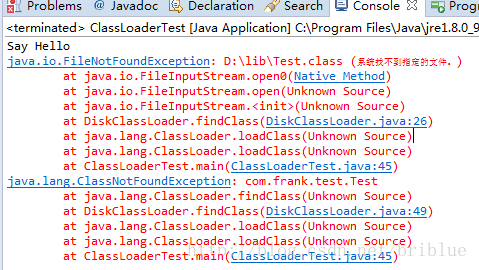 Problems @ Javadoc Declaration Search Console Progr
<terminated> ClassLoaderTest [Java Application] C:\Program Files\Java\jre1.8.0_9
Say Hello
java.io.FileNotFoundException: D:\lib\Test.class (系统找不到指定的文件。)
at java.io.FileInputStream.open0(Native Method)
at java.io.FileInputStream.open(Unknown Source)
at java.io.FileInputStream.<init>(Unknown Source)
at DiskClassLoader.findClass(DiskClassLoader.java:26)
at java.lang.ClassLoader.loadClass(Unknown Source)
at java.lang.ClassLoader.loadClass(Unknown Source)
at ClassLoaderTest.main(ClassLoaderTest.java:45)
java.lang.ClassNotFoundException: com.frank.test.Test
at java.lang.ClassLoader.findClass(Unknown Source)
at DiskClassLoader.findClass(DiskClassLoader.java:49)
at java.lang.ClassLoader.loadClass(Unknown Source)
at java.lang.ClassLoader.loadClass(Unknown Source)
at ClassLoaderTest.main(ClassLoaderTest.java:45)
http://blog.csdn.net/briblue